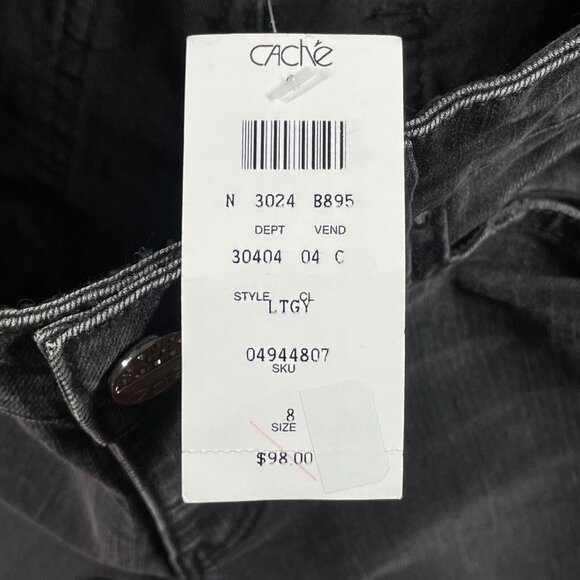 CACHÉ
N 3024 B895
DEPT VEND
30404 04 C
STYLE CL
LTGY
04944807
SKU
8
SIZE
$98.00